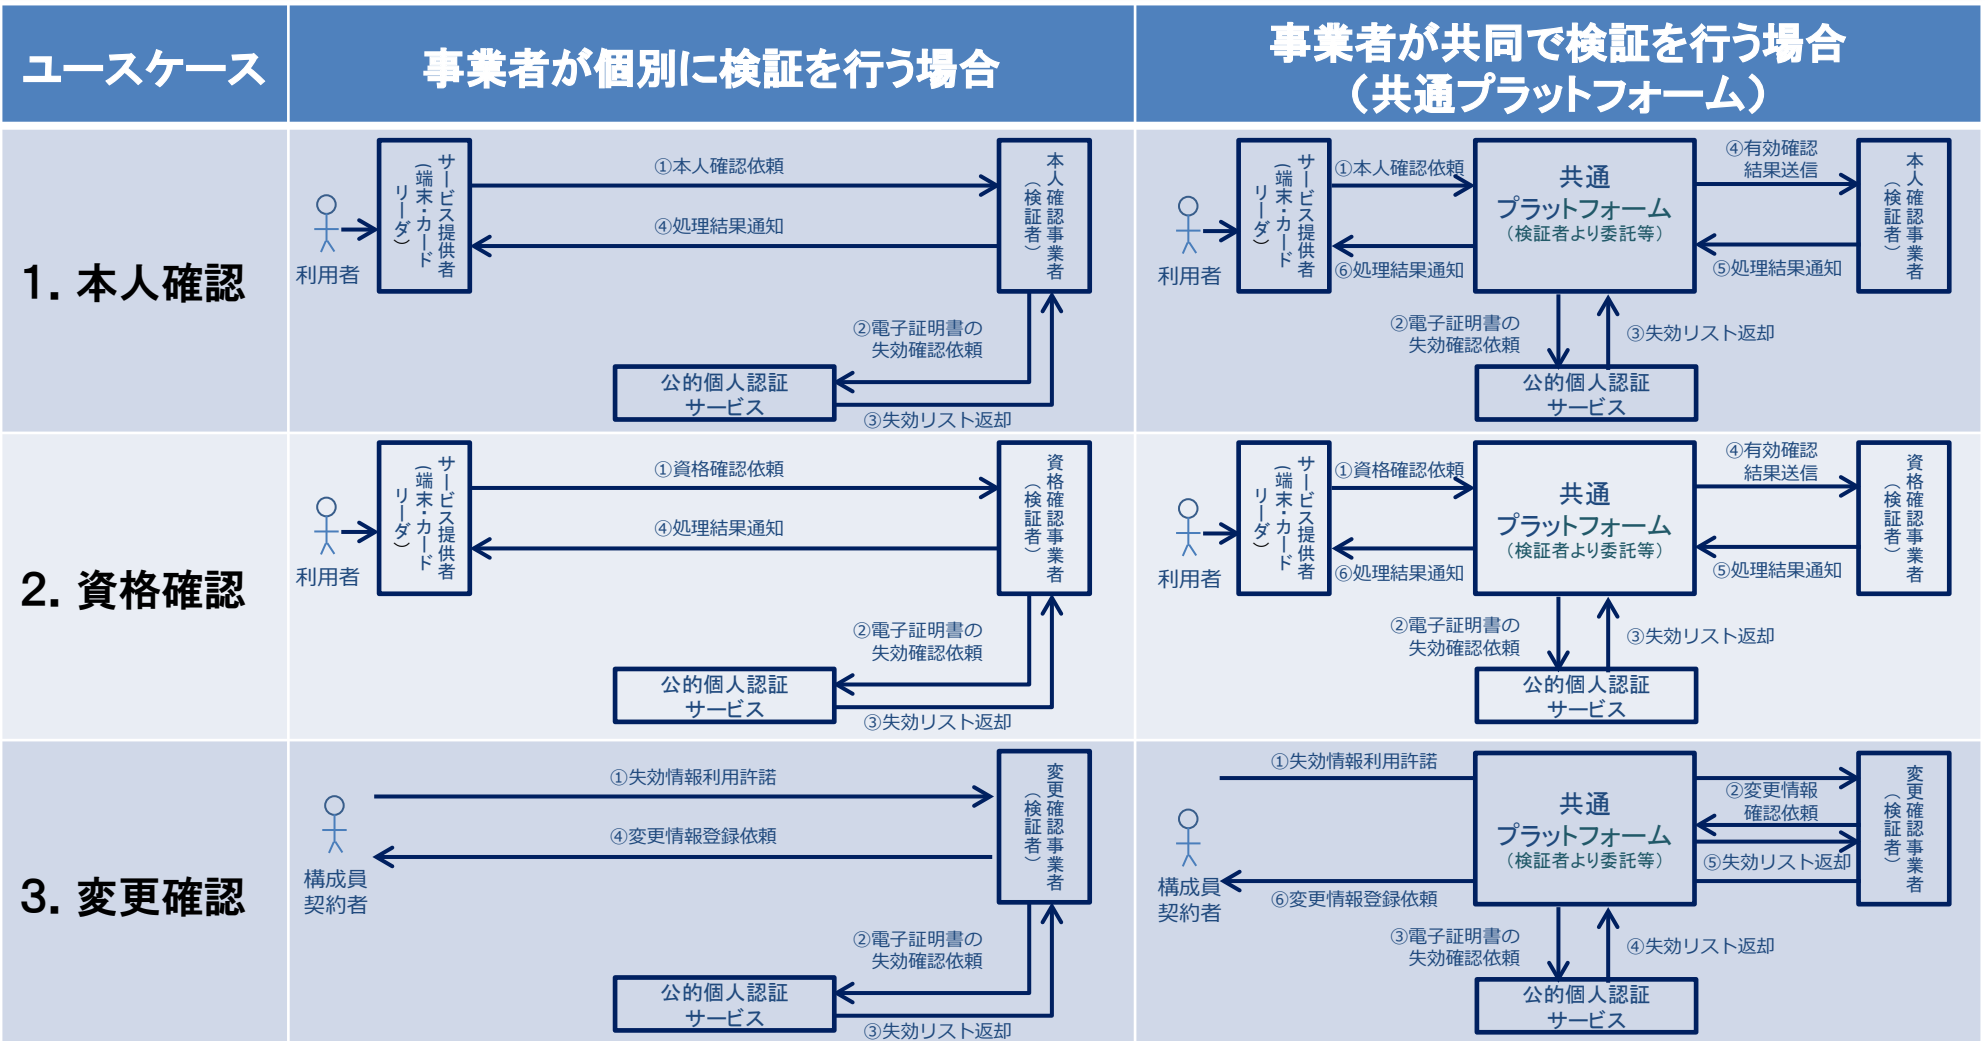 ユースケース
事業者が個別に検証を行う場合
事業者が共同で検証を行う場合
(共通プラットフォーム)
1. 本人確認
利用者
サービス提供者
(端末・カード
リーダ)
①本人確認依頼
④処理結果通知
本人確認事業者
(検証者)
②電子証明書の
失効確認依頼
公的個人認証
サービス
③失効リスト返却
利用者
サービス提供者
(端末・カード
リーダ)
①本人確認依頼
⑥処理結果通知
共通
プラットフォーム
(検証者より委託等)
④有効確認
結果送信
⑤処理結果通知
本人確認事業者
(検証者)
②電子証明書の
失効確認依頼
③失効リスト返却
公的個人認証
サービス
2. 資格確認
利用者
サービス提供者
(端末・カード
リーダ)
①資格確認依頼
④処理結果通知
資格確認事業者
(検証者)
②電子証明書の
失効確認依頼
公的個人認証
サービス
③失効リスト返却
利用者
サービス提供者
(端末・カード
リーダ)
①資格確認依頼
⑥処理結果通知
共通
プラットフォーム
(検証者より委託等)
④有効確認
結果送信
⑤処理結果通知
資格確認事業者
(検証者)
②電子証明書の
失効確認依頼
③失効リスト返却
公的個人認証
サービス
3. 変更確認
構成員
契約者
①失効情報利用許諾
④変更情報登録依頼
変更確認事業者
(検証者)
②電子証明書の
失効確認依頼
公的個人認証
サービス
③失効リスト返却
構成員
契約者
①失効情報利用許諾
⑥変更情報登録依頼
共通
プラットフォーム
(検証者より委託等)
②変更情報
確認依頼
⑤失効リスト返却
変更確認事業者
(検証者)
③電子証明書の
失効確認依頼
④失効リスト返却
公的個人認証
サービス